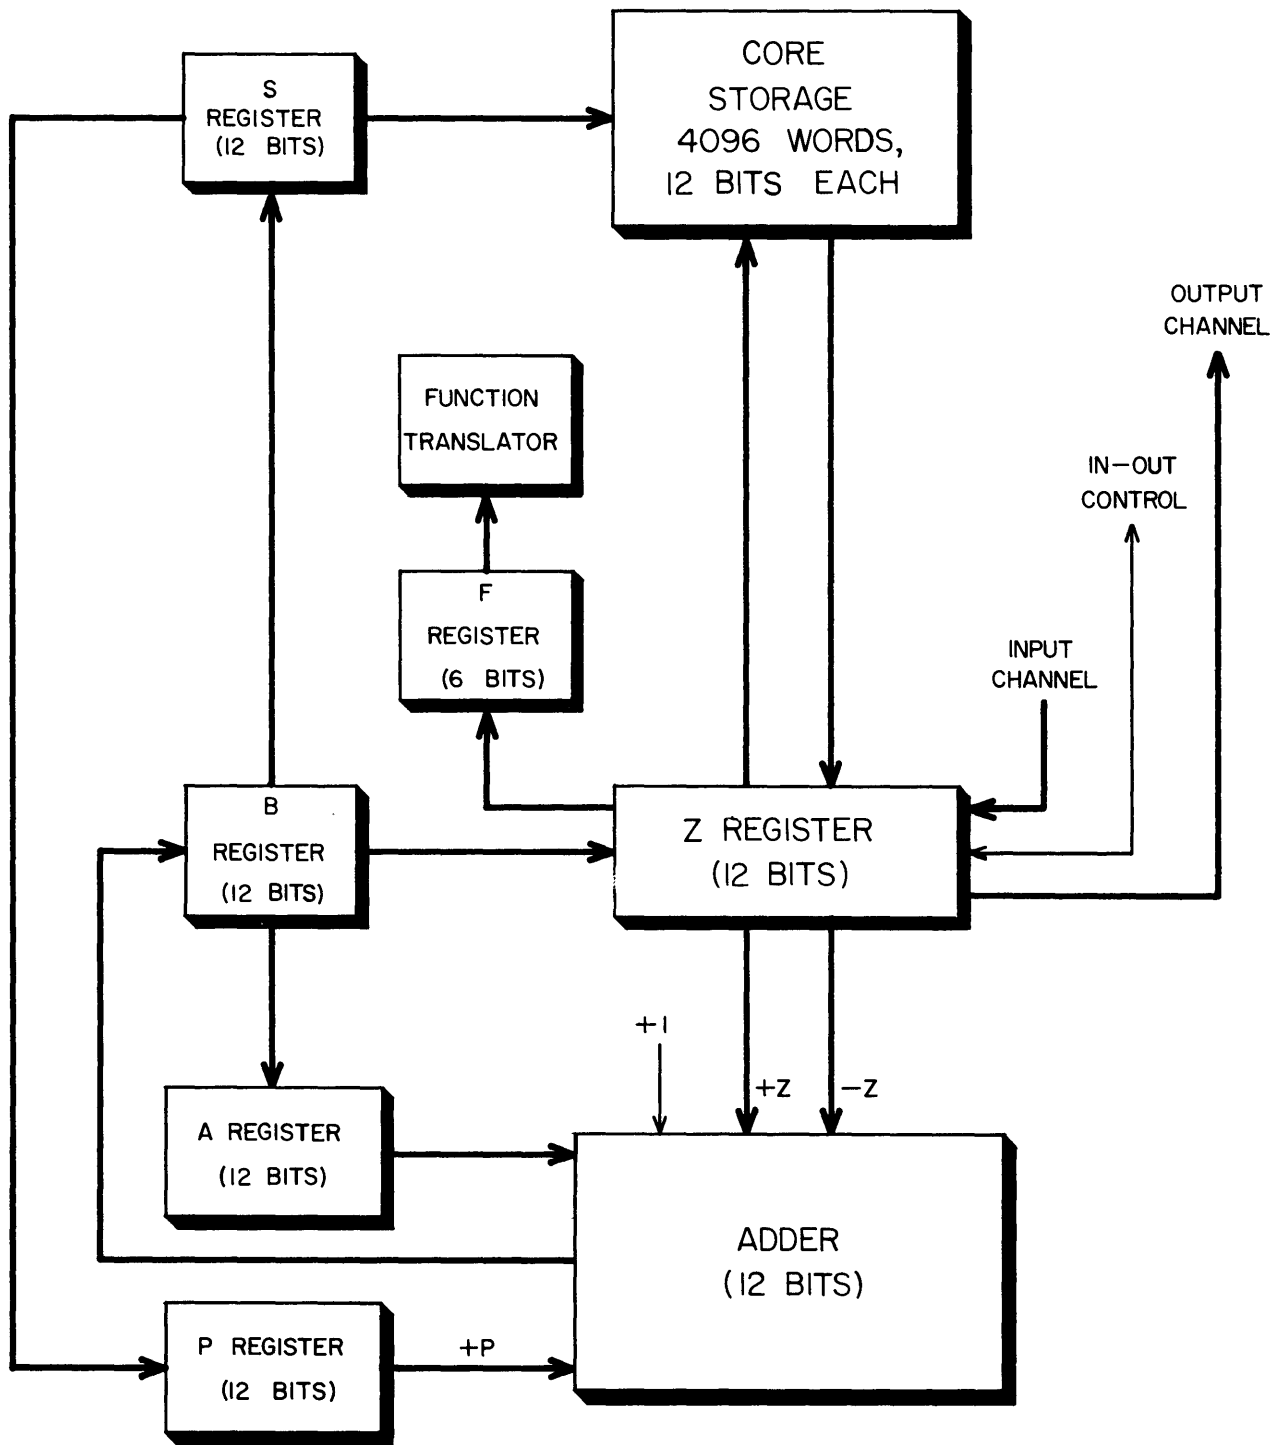 S
REGISTER
(12 BITS)
CORE
STORAGE
4096 WORDS,
12 BITS EACH
OUTPUT
CHANNEL
FUNCTION
TRANSLATOR
IN-OUT
CONTROL
F
REGISTER
(6 BITS)
INPUT
CHANNEL
B
REGISTER
(12 BITS)
Z REGISTER
(12 BITS)
+1
+Z
-Z
A REGISTER
(12 BITS)
ADDER
(12 BITS)
P REGISTER
(12 BITS)
+P